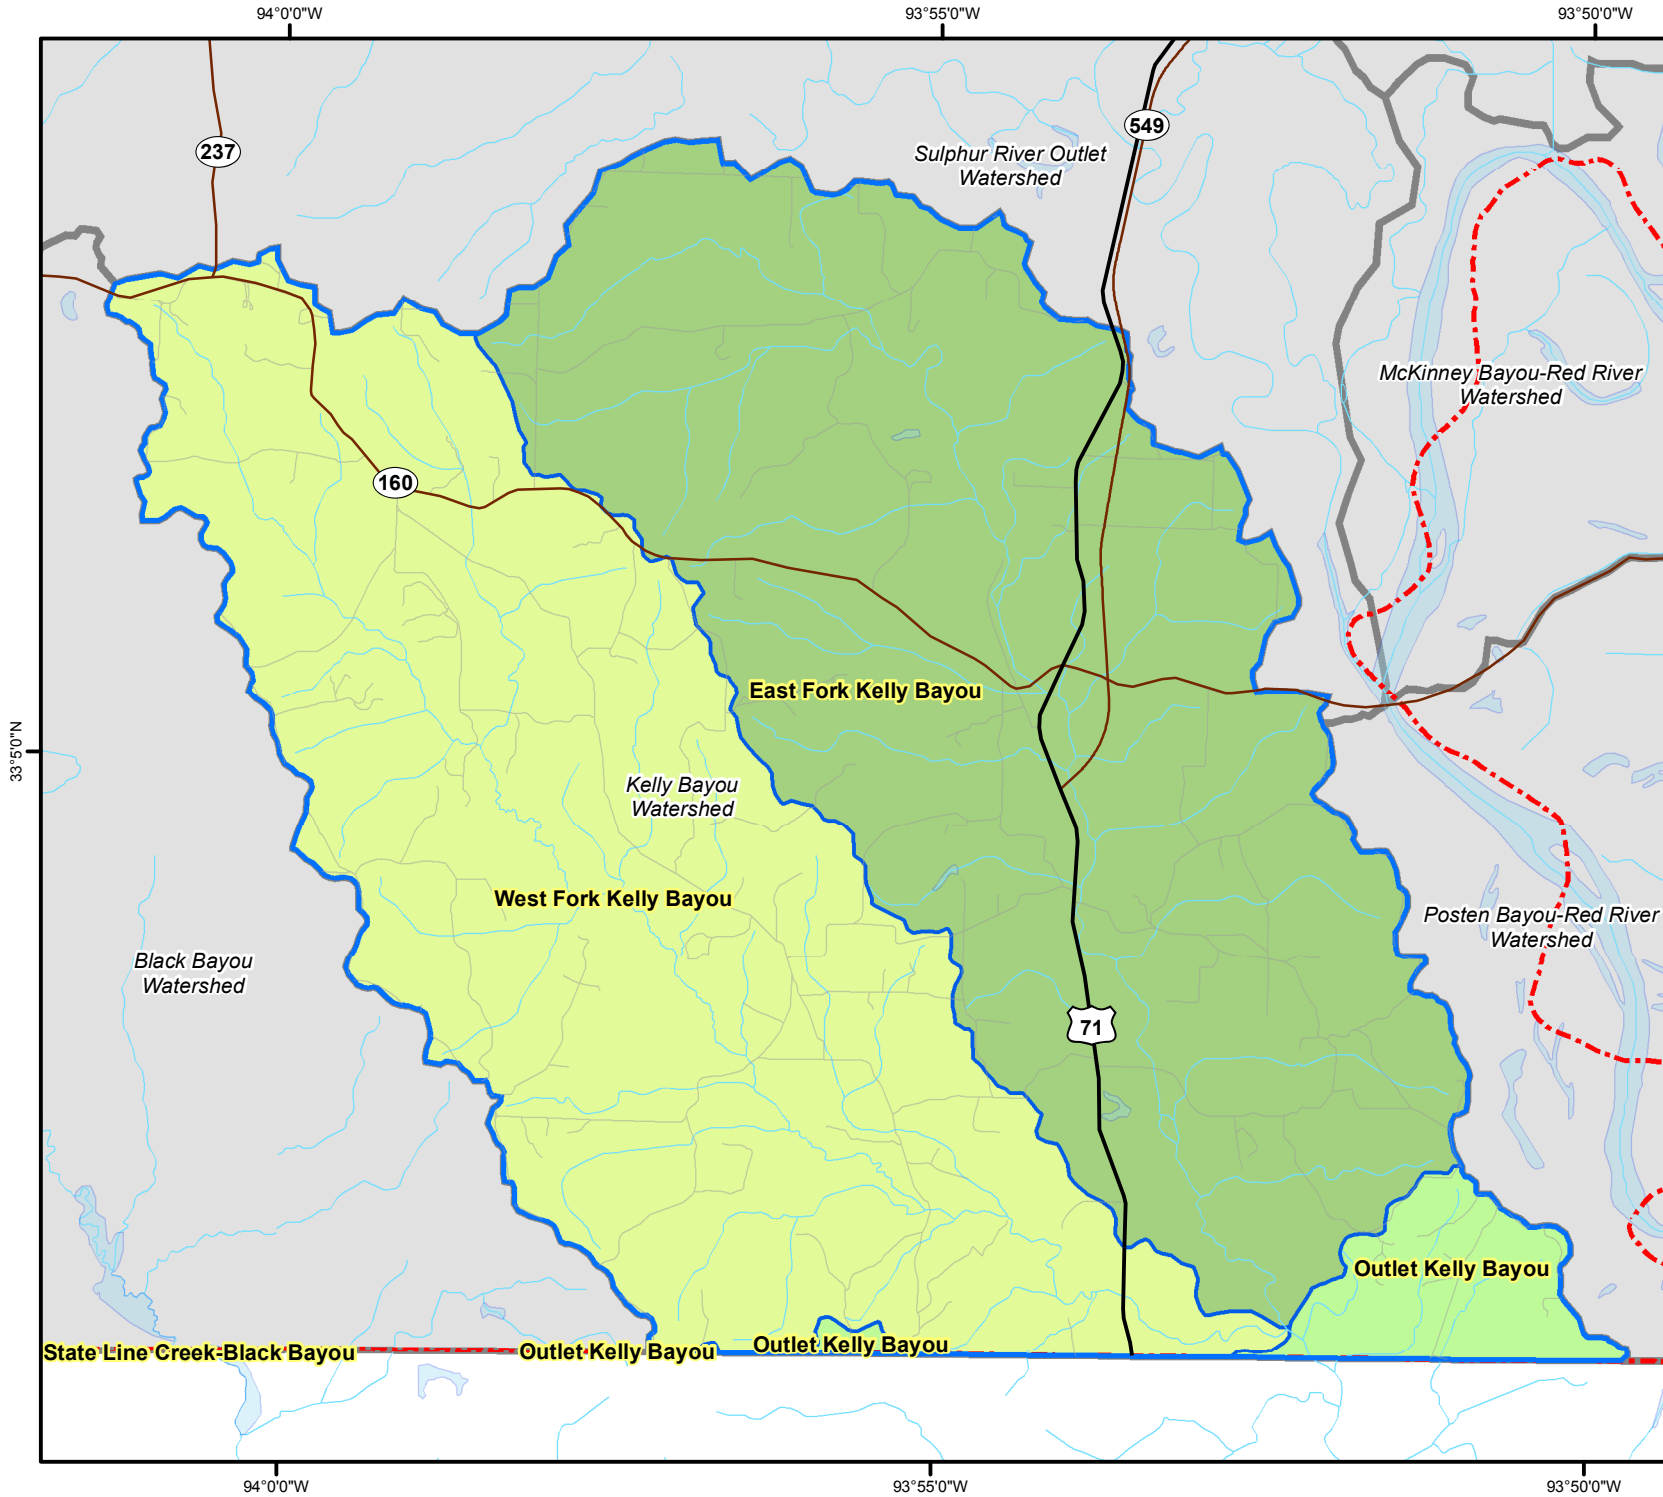 94°0'0"W
93°55'0"W
93°50'0"W
549
237
Sulphur River Outlet
Watershed
McKinney Bayou-Red River
Watershed
160
East Fork Kelly Bayou
33°5'0"N
Kelly Bayou
Watershed
West Fork Kelly Bayou
Posten Bayou-Red River
Watershed
Black Bayou
Watershed
71
Outlet Kelly Bayou
Outlet Kelly Bayou
State Line Creek-Black Bayou
Outlet Kelly Bayou
94°0'0"W
93°55'0"W
93°50'0"W